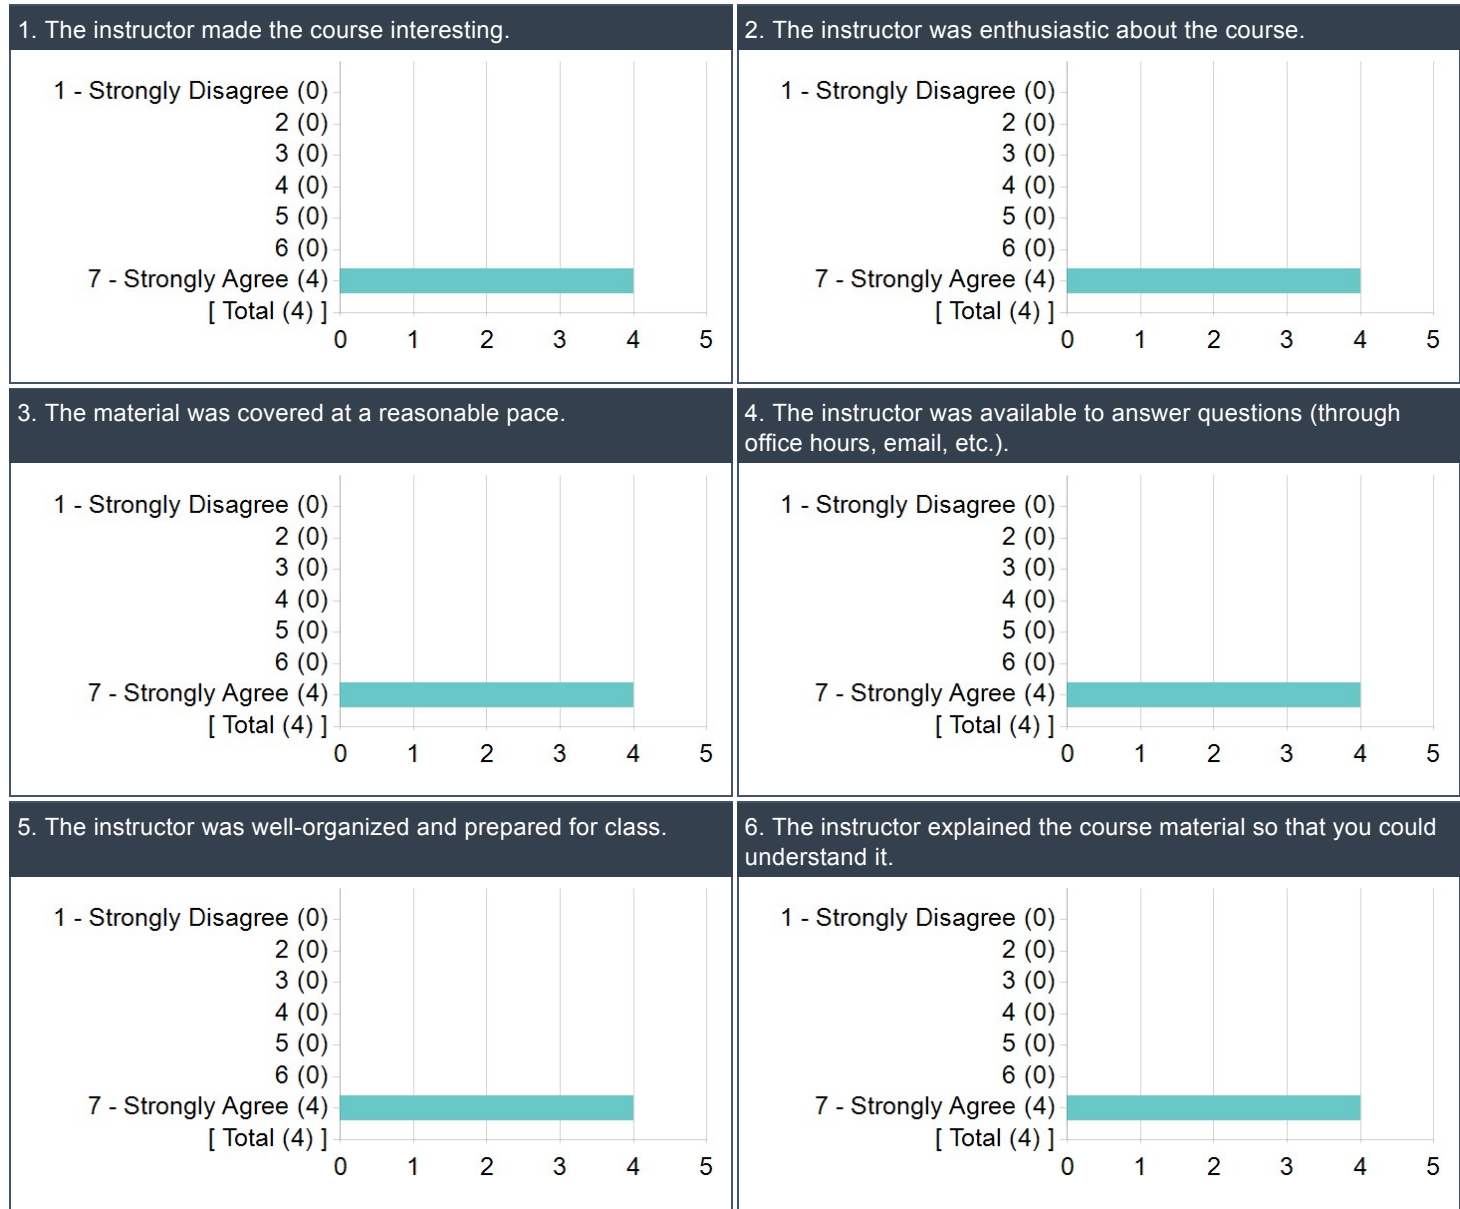 1. The instructor made the course interesting.
1 - Strongly Disagree (0)
2 (0)
3 (0)
4 (0)
5 (0)
6 (0)
7 - Strongly Agree (4)
[ Total (4) ]
0 1 2 3 4 5
2. The instructor was enthusiastic about the course.
1 - Strongly Disagree (0)
2 (0)
3 (0)
4 (0)
5 (0)
6 (0)
7 - Strongly Agree (4)
[ Total (4) ]
0 1 2 3 4 5
3. The material was covered at a reasonable pace.
1 - Strongly Disagree (0)
2 (0)
3 (0)
4 (0)
5 (0)
6 (0)
7 - Strongly Agree (4)
[ Total (4) ]
0 1 2 3 4 5
4. The instructor was available to answer questions (through
office hours, email, etc.).
1 - Strongly Disagree (0)
2 (0)
3 (0)
4 (0)
5 (0)
6 (0)
7 - Strongly Agree (4)
[ Total (4) ]
0 1 2 3 4 5
5. The instructor was well-organized and prepared for class.
1 - Strongly Disagree (0)
2 (0)
3 (0)
4 (0)
5 (0)
6 (0)
7 - Strongly Agree (4)
[ Total (4) ]
0 1 2 3 4 5
6. The instructor explained the course material so that you could
understand it.
1 - Strongly Disagree (0)
2 (0)
3 (0)
4 (0)
5 (0)
6 (0)
7 - Strongly Agree (4)
[ Total (4) ]
0 1 2 3 4 5